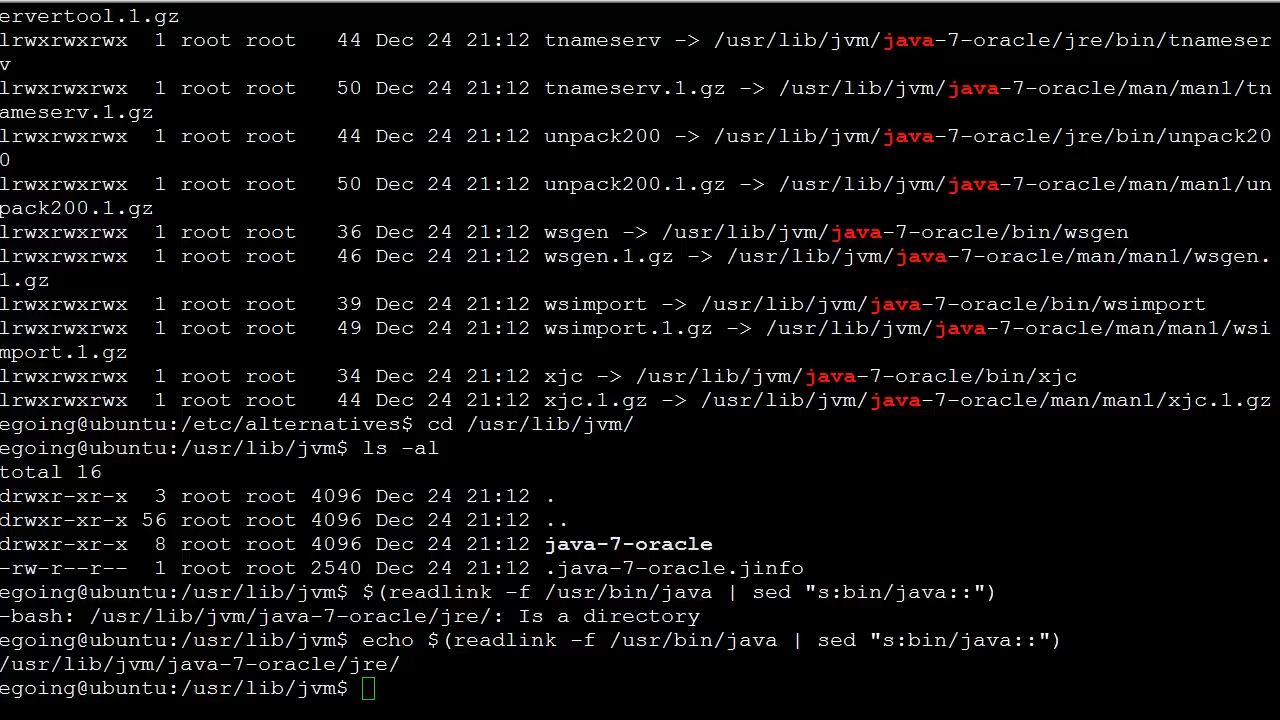 ervertool.1.gz
lrwxrwxrwx  1 root root   44 Dec 24 21:12 tnameserv -> /usr/lib/jvm/java-7-oracle/jre/bin/tnameser
v
lrwxrwxrwx  1 root root   50 Dec 24 21:12 tnameserv.1.gz -> /usr/lib/jvm/java-7-oracle/man/man1/tn
ameserv.1.gz
lrwxrwxrwx  1 root root   44 Dec 24 21:12 unpack200 -> /usr/lib/jvm/java-7-oracle/jre/bin/unpack20
0
lrwxrwxrwx  1 root root   50 Dec 24 21:12 unpack200.1.gz -> /usr/lib/jvm/java-7-oracle/man/man1/un
pack200.1.gz
lrwxrwxrwx  1 root root   36 Dec 24 21:12 wsgen -> /usr/lib/jvm/java-7-oracle/bin/wsgen
lrwxrwxrwx  1 root root   46 Dec 24 21:12 wsgen.1.gz -> /usr/lib/jvm/java-7-oracle/man/man1/wsgen.
1.gz
lrwxrwxrwx  1 root root   39 Dec 24 21:12 wsimport -> /usr/lib/jvm/java-7-oracle/bin/wsimport
lrwxrwxrwx  1 root root   49 Dec 24 21:12 wsimport.1.gz -> /usr/lib/jvm/java-7-oracle/man/man1/wsi
mport.1.gz
lrwxrwxrwx  1 root root   34 Dec 24 21:12 xjc -> /usr/lib/jvm/java-7-oracle/bin/xjc
lrwxrwxrwx  1 root root   44 Dec 24 21:12 xjc.1.gz -> /usr/lib/jvm/java-7-oracle/man/man1/xjc.1.gz
egoing@ubuntu:/etc/alternatives$ cd /usr/lib/jvm/
egoing@ubuntu:/usr/lib/jvm$ ls -al
total 16
drwxr-xr-x  3 root root 4096 Dec 24 21:12 .
drwxr-xr-x 56 root root 4096 Dec 24 21:12 ..
drwxr-xr-x  8 root root 4096 Dec 24 21:12 java-7-oracle
-rw-r--r--  1 root root 2540 Dec 24 21:12 .java-7-oracle.jinfo
egoing@ubuntu:/usr/lib/jvm$ $(readlink -f /usr/bin/java | sed "s:bin/java::")
-bash: /usr/lib/jvm/java-7-oracle/jre/: Is a directory
egoing@ubuntu:/usr/lib/jvm$ echo $(readlink -f /usr/bin/java | sed "s:bin/java::")
/usr/lib/jvm/java-7-oracle/jre/
egoing@ubuntu:/usr/lib/jvm$